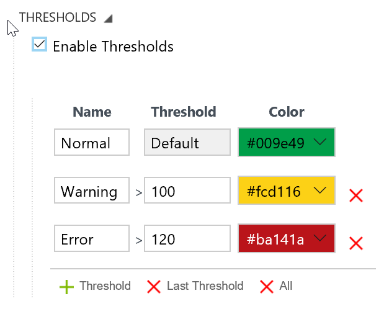 THRESHOLDS
Enable Thresholds
Name Threshold Color
Normal Default #009e49
Warning > 100 #fcd116
Error > 120 #ba141a
Threshold Last Threshold All